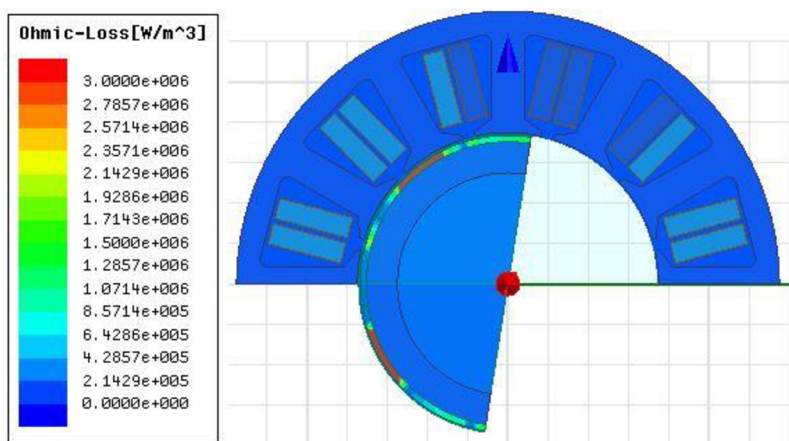 Ohmic-Loss[W/m^3]
3.0000e+006
2.7857e+006
2.5714e+006
2.3571e+006
2.1429e+006
1.9286e+006
1.7143e+006
1.5000e+006
1.2857e+006
1.0714e+006
8.5714e+005
6.4286e+005
4.2857e+005
2.1429e+005
0.0000e+000